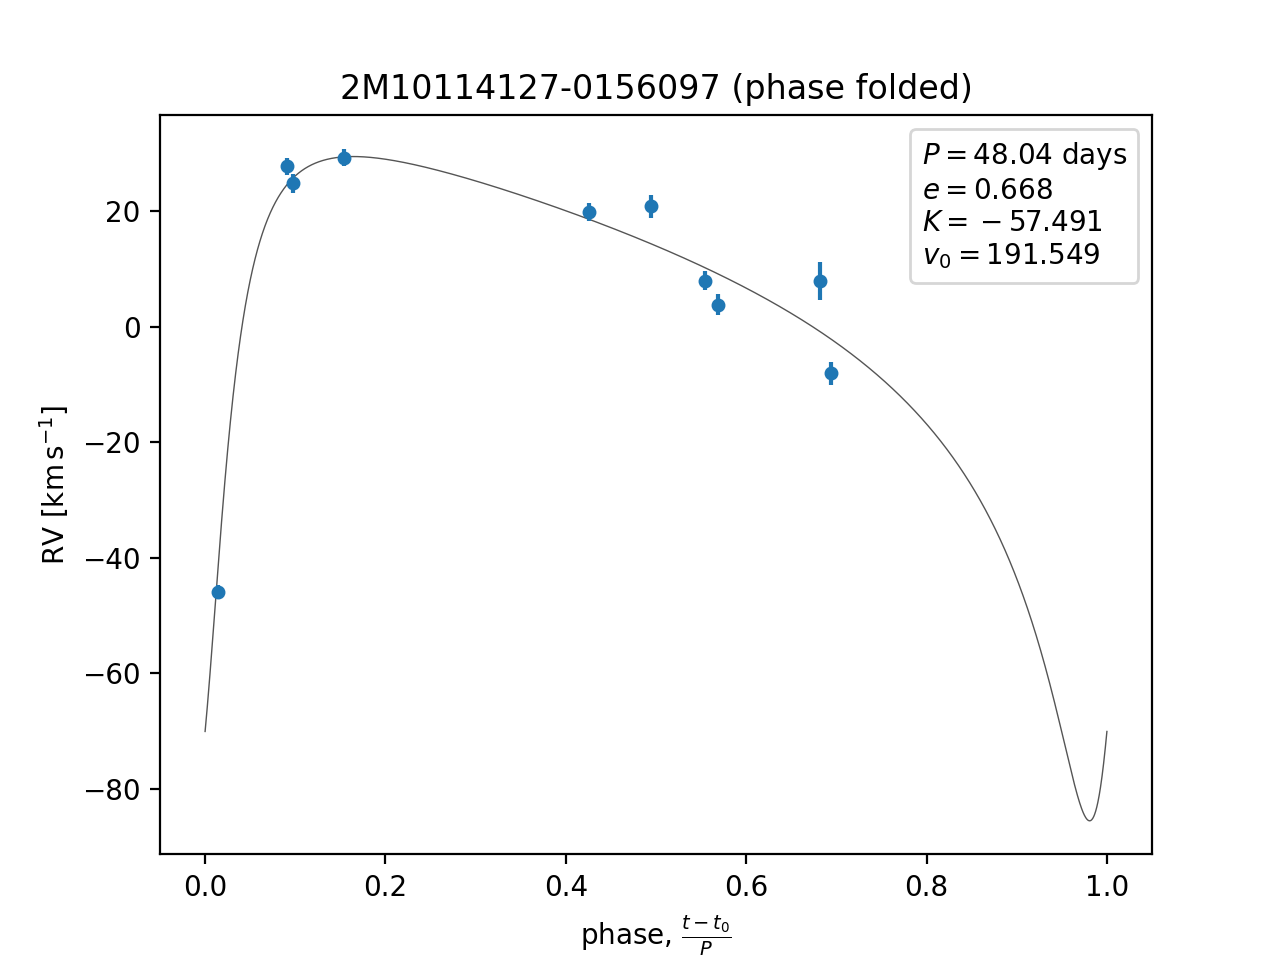 2M10114127-0156097 (phase folded)
P = 48.04 days
e = 0.668
K = −57.491
v₀ = 191.549
20
0
−20
−40
−60
−80
RV [km s⁻¹]
0.0 0.2 0.4 0.6 0.8 1.0
phase, (t − t₀)/P